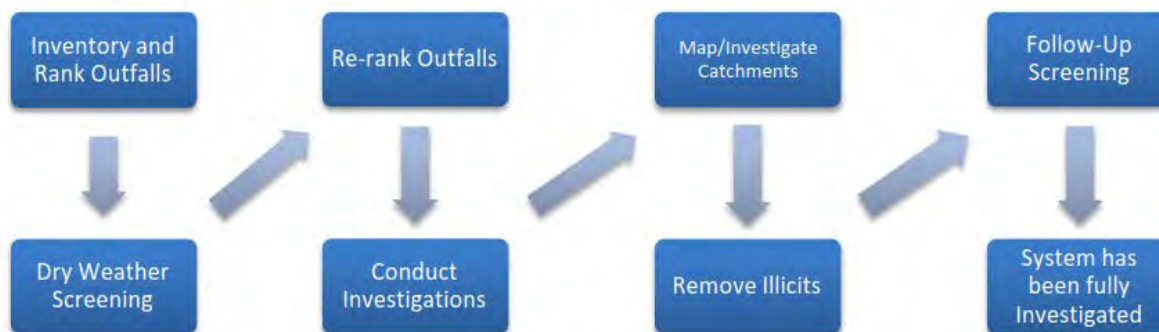 Inventory and
Rank Outfalls
Dry Weather
Screening
Re-rank Outfalls
Conduct
Investigations
Map/Investigate
Catchments
Remove Illicits
Follow-Up
Screening
System has
been fully
Investigated